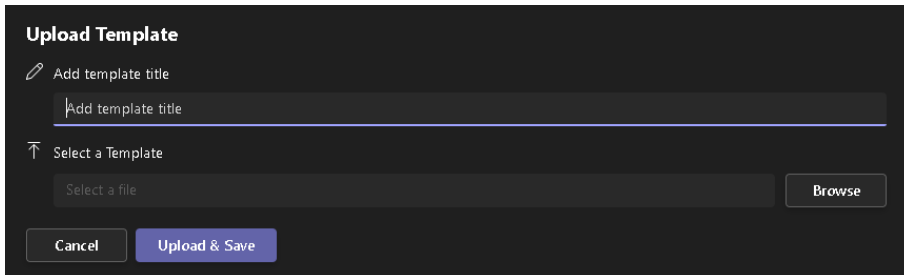 Upload Template
Add template title
Add template title
Select a Template
Select a file
Browse
Cancel
Upload & Save